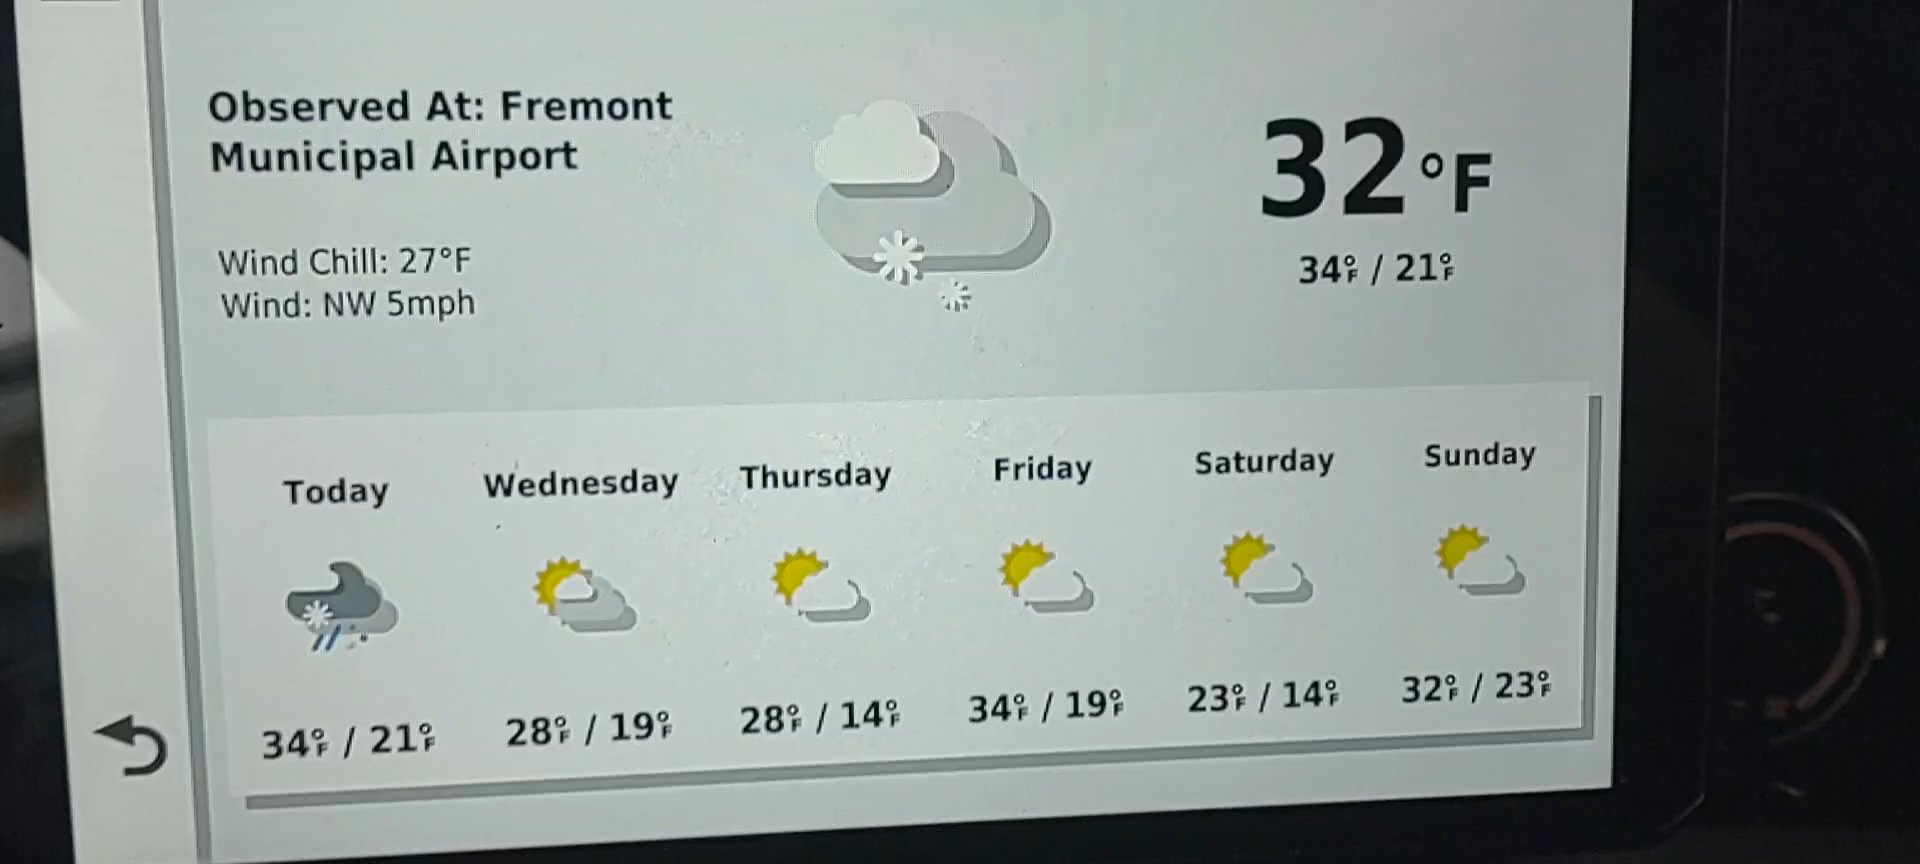 Observed At: Fremont
Municipal Airport
Wind Chill: 27°F
Wind: NW 5mph
32°F
34°F / 21°F
Today Wednesday Thursday Friday Saturday Sunday
34°F / 21°F 28°F / 19°F 28°F / 14°F 34°F / 19°F 23°F / 14°F 32°F / 23°F